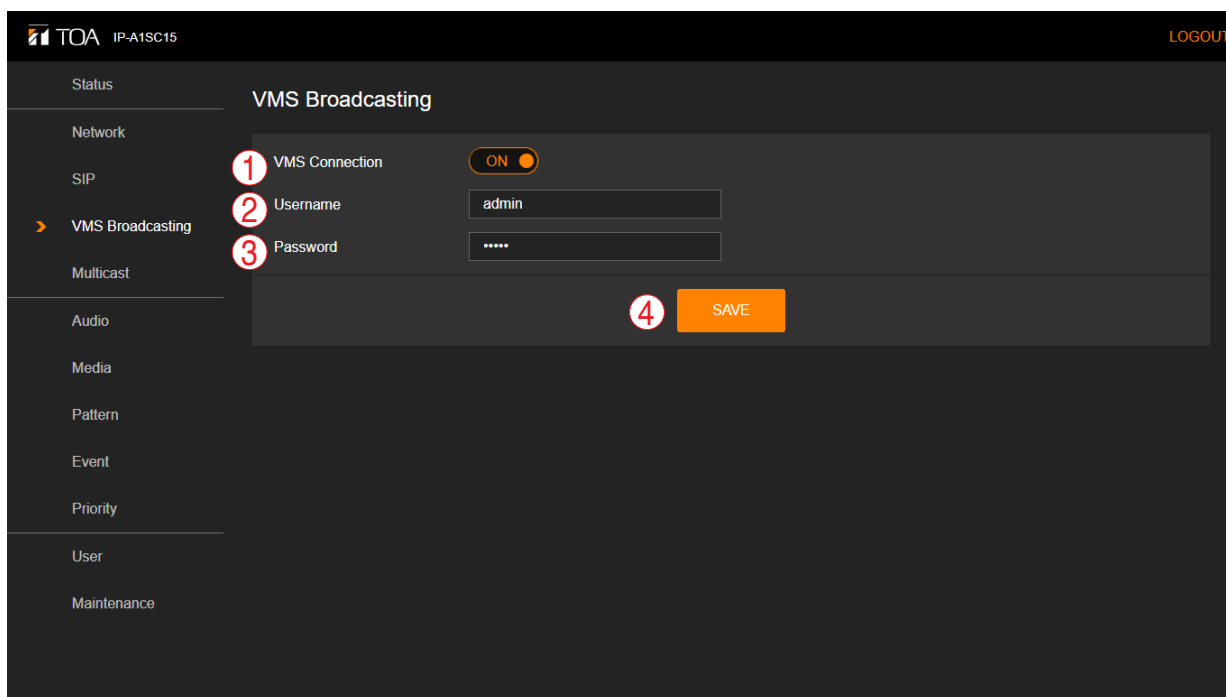 TOA IP-A1SC15
LOGOUT
Status
Network
SIP
VMS Broadcasting
Multicast
Audio
Media
Pattern
Event
Priority
User
Maintenance
VMS Broadcasting
1 VMS Connection ON
2 Username admin
3 Password •••••
4 SAVE